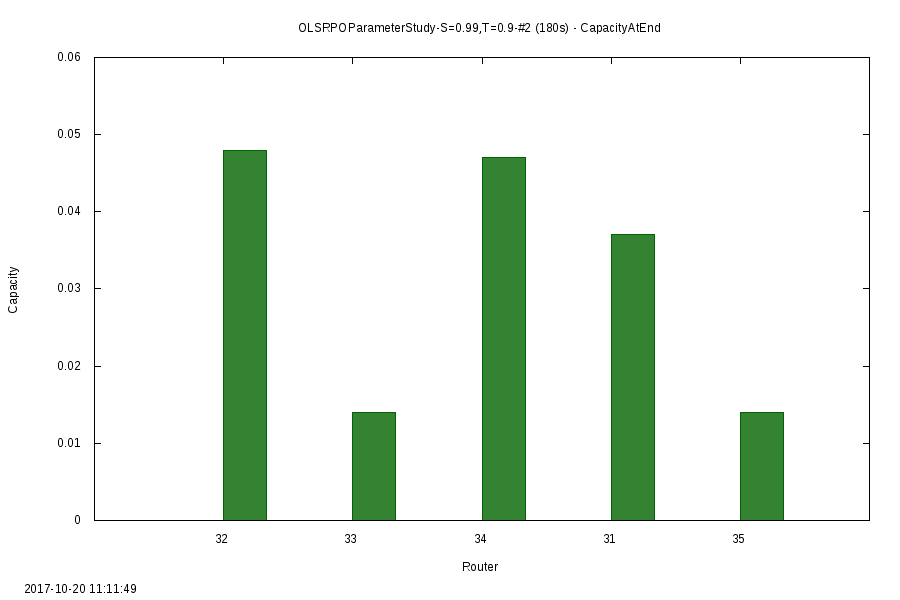 OLSRPOParameterStudy-S=0.99,T=0.9-#2 (180s) - CapacityAtEnd
0.06
0.05
0.04
0.03
0.02
0.01
0
Capacity
32 33 34 31 35
Router
2017-10-20 11:11:49